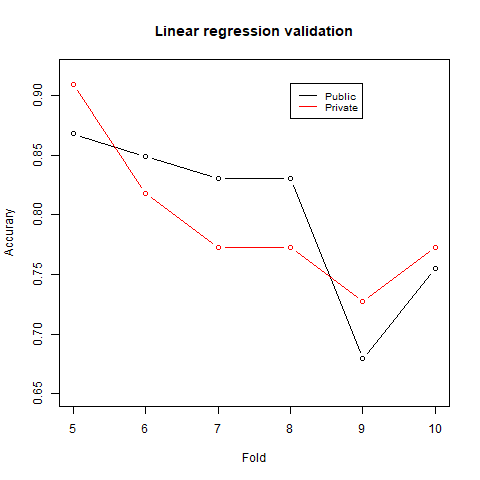 Linear regression validation
Public
Private
Accurary
0.90
0.85
0.80
0.75
0.70
0.65
5 6 7 8 9 10
Fold